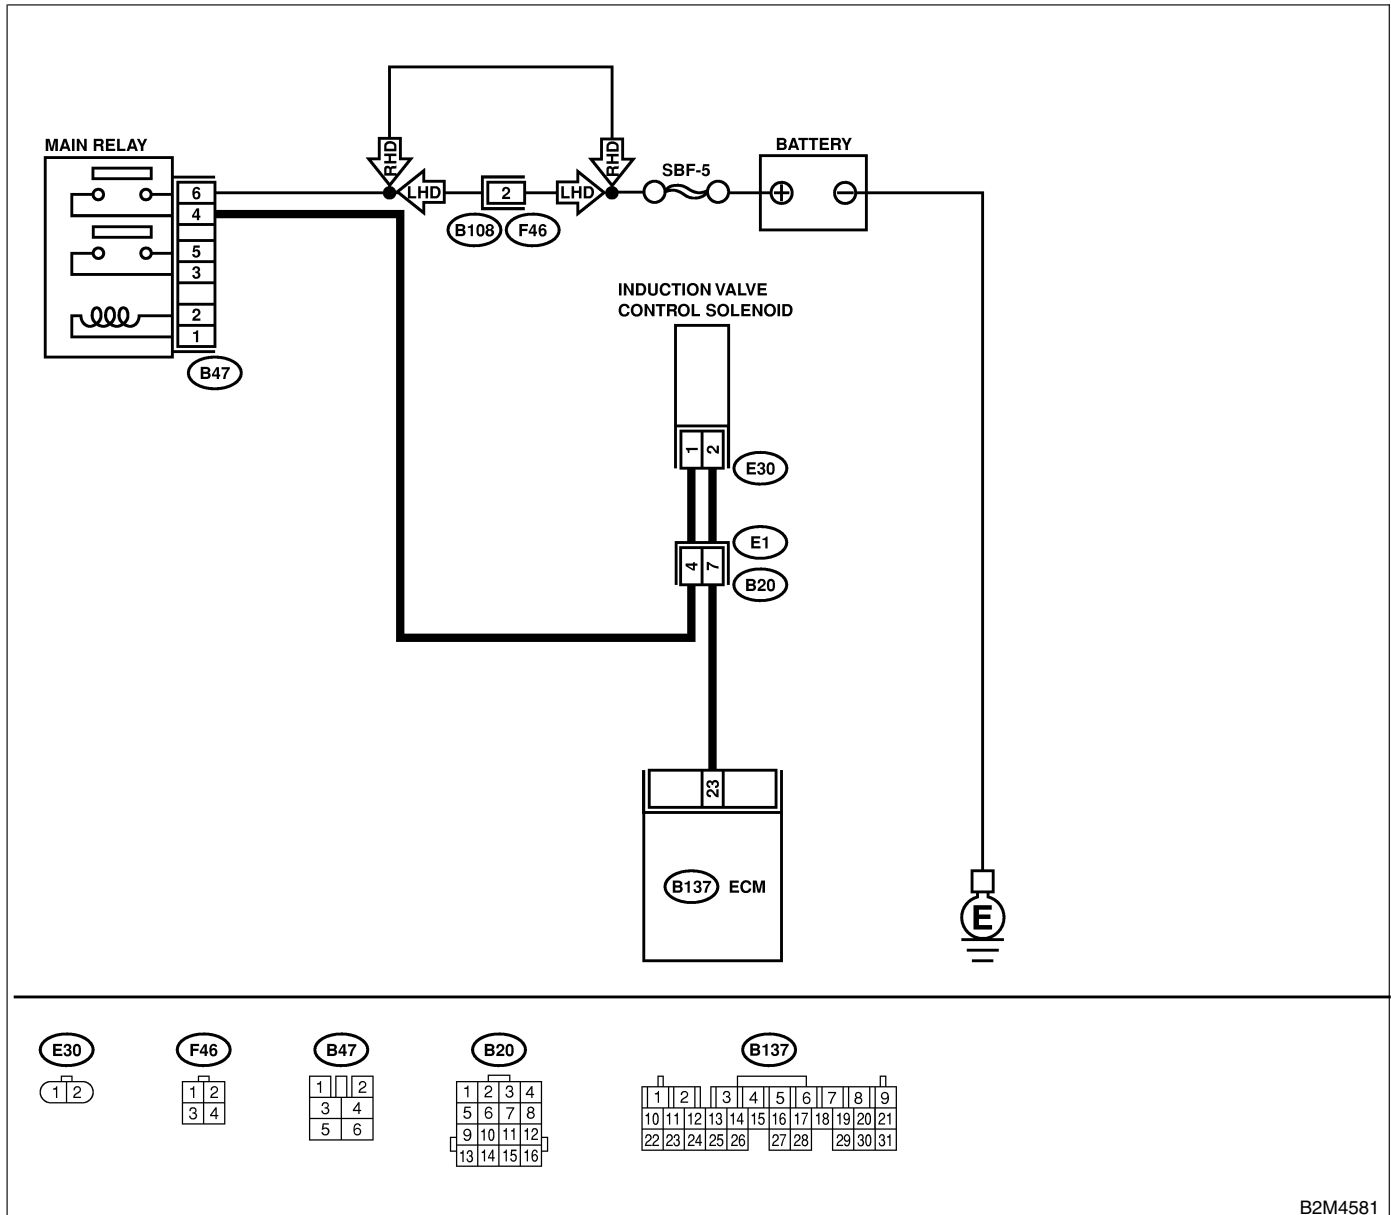 MAIN RELAY
BATTERY
RHD
RHD
SBF-5
LHD
2
LHD
+
−
6
4
5
3
2
1
B108
F46
B47
INDUCTION VALVE
CONTROL SOLENOID
1 2
E30
E1
4 7
B20
23
B137 ECM
E
E30
F46
B47
B20
B137
1 2
1 2
3 4
1 2
3 4
5 6
1 2 3 4
5 6 7 8
9 10 11 12
13 14 15 16
1 2 3 4 5 6 7 8 9
10 11 12 13 14 15 16 17 18 19 20 21
22 23 24 25 26 27 28 29 30 31
B2M4581